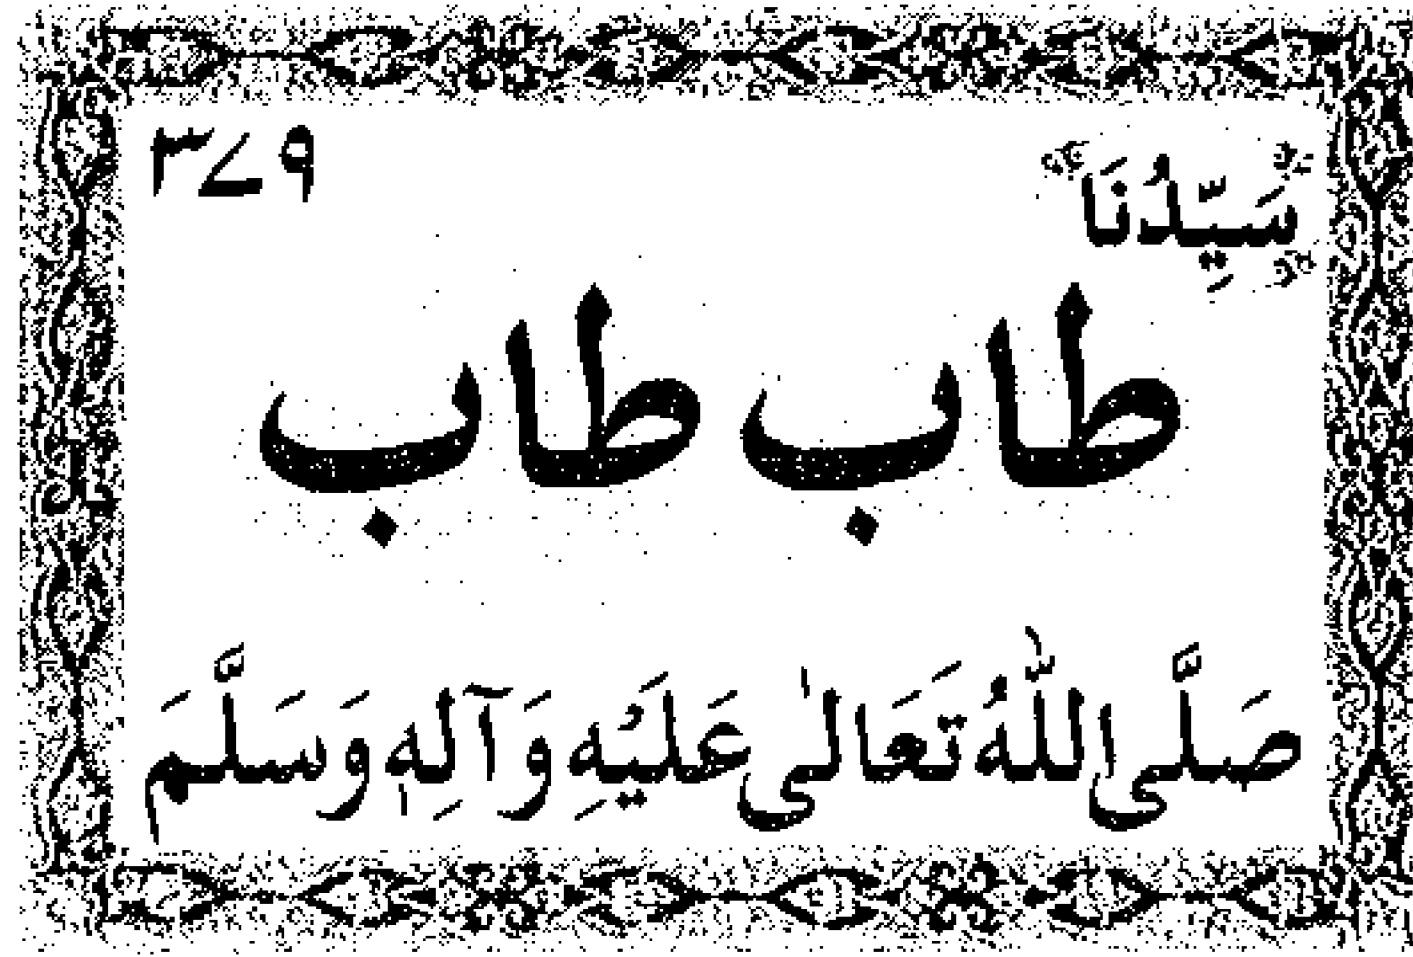 سَيِّدُنَا ۳۷۹
طاب طاب
صَلَّى اللّٰهُ تَعَالٰى عَلَيْهِ وَآلِهٖ وَسَلَّمَ